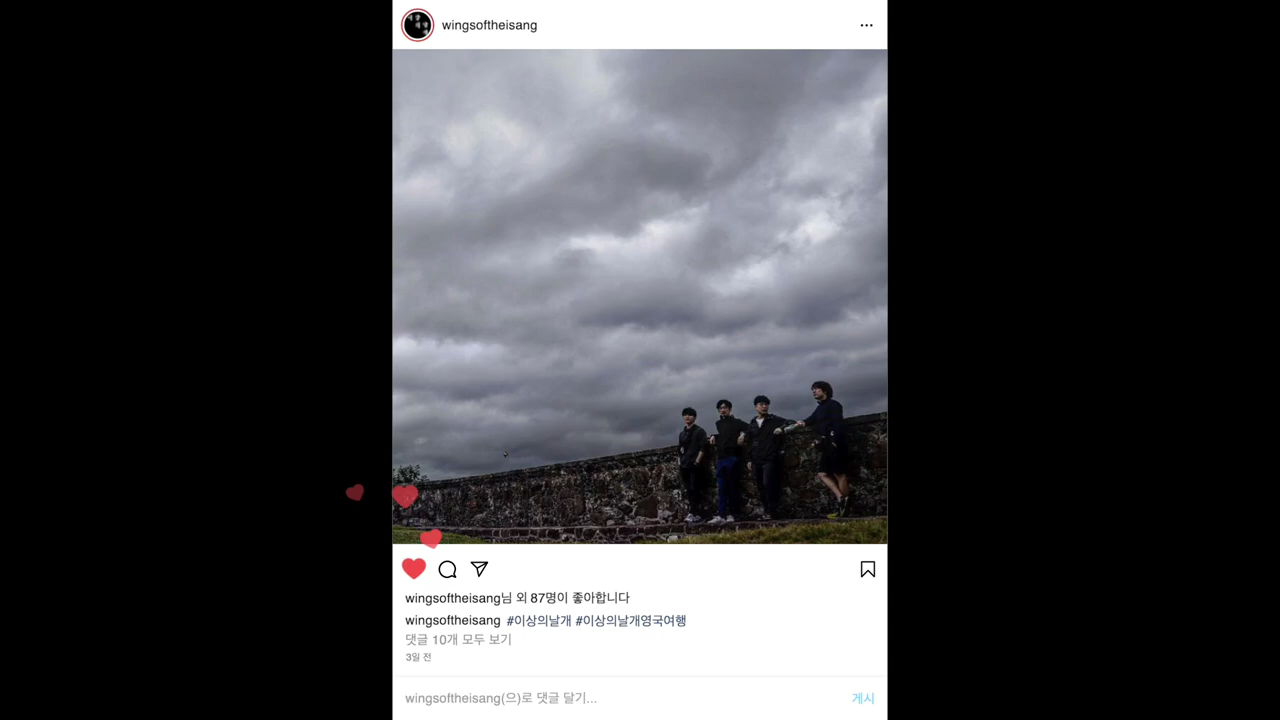 wingsoftheisang
wingsoftheisang님 외 87명이 좋아합니다
wingsoftheisang #이상의날개 #이상의날개영국여행
댓글 10개 모두 보기
3일 전
wingsoftheisang(으)로 댓글 달기...
게시